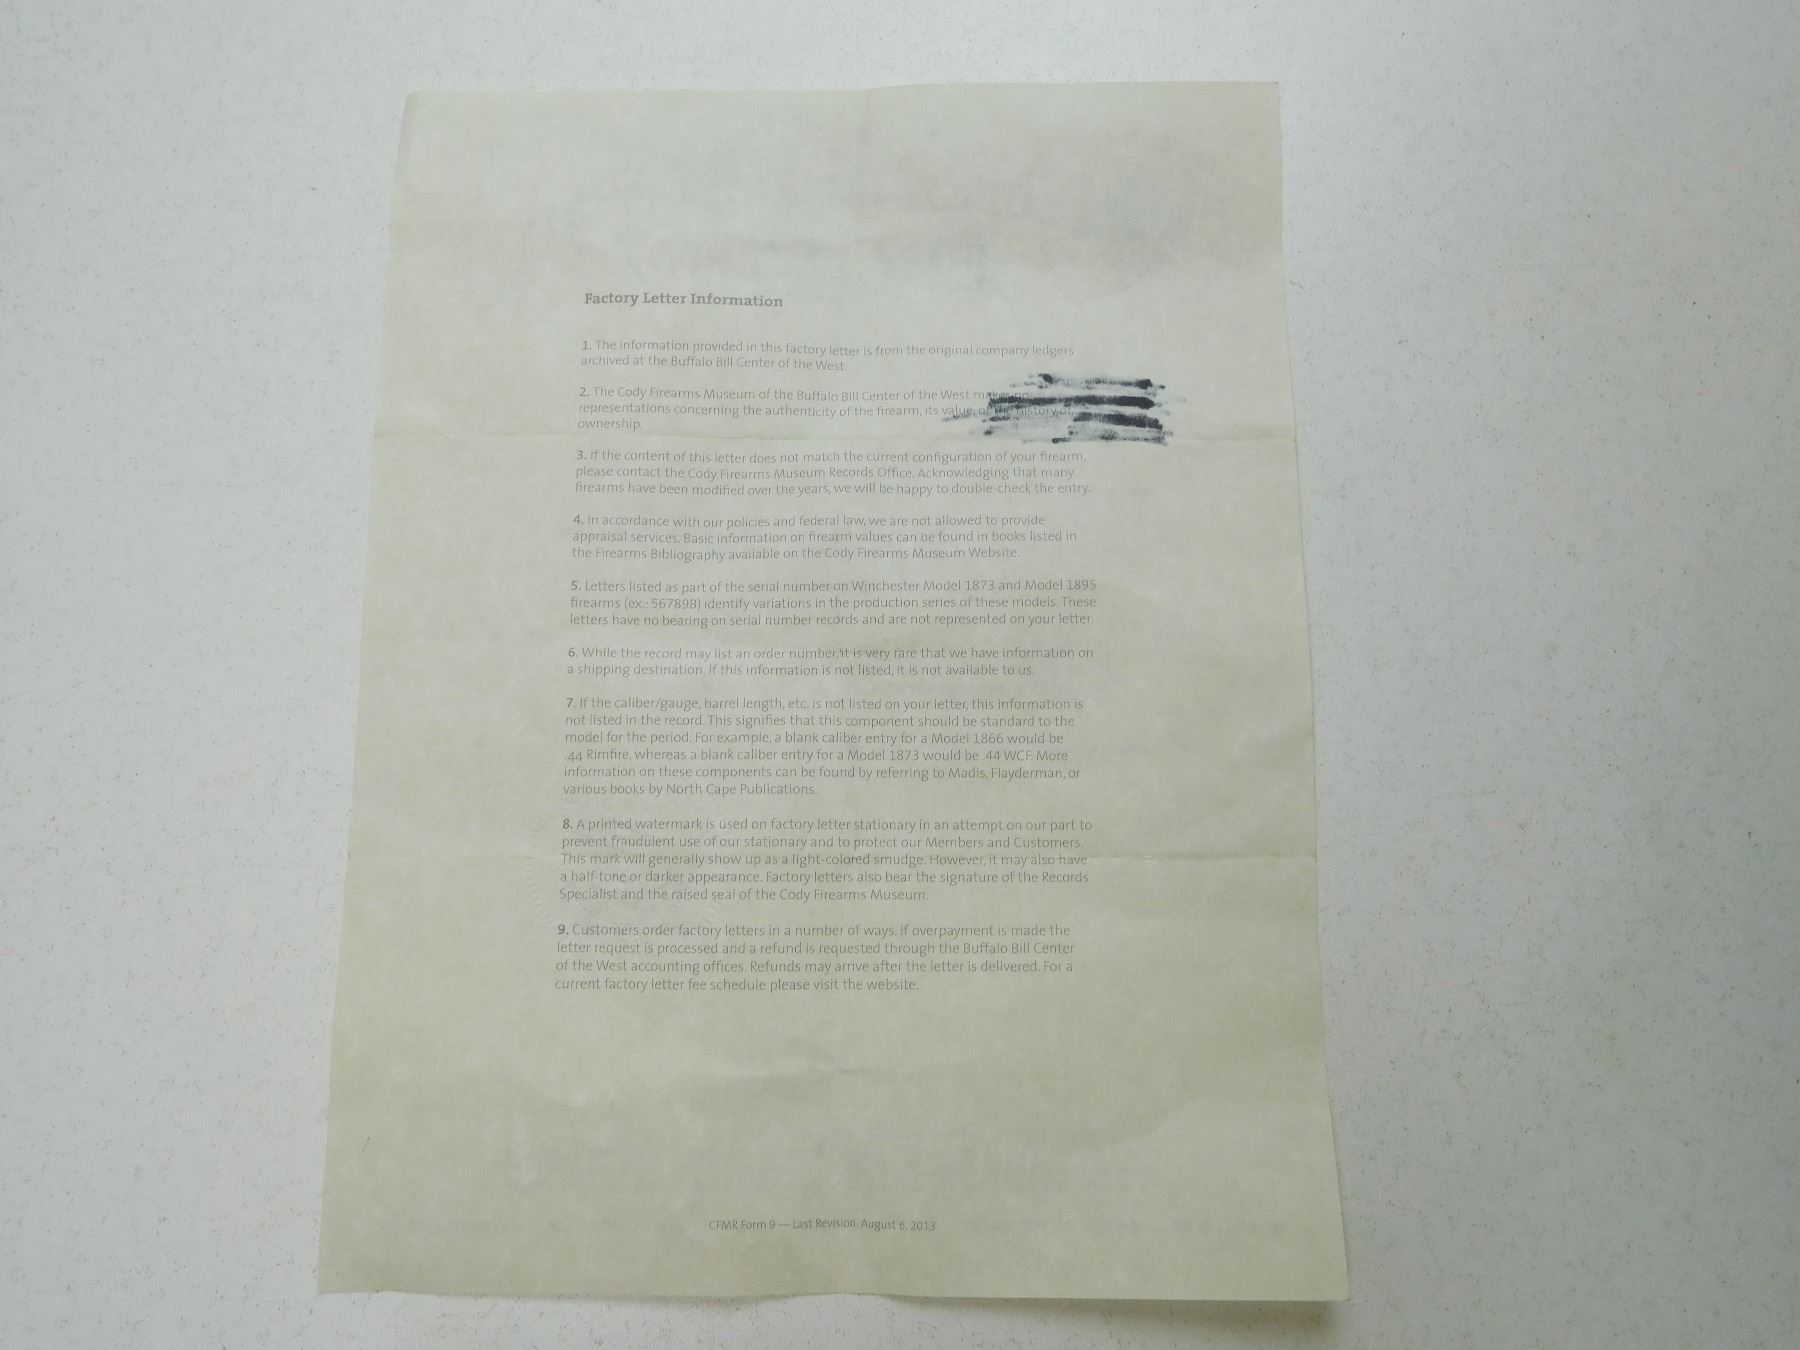 Factory Letter Information
1. The information provided in this factory letter is from the original company ledgers
archived at the Buffalo Bill Center of the West.
2. The Cody Firearms Museum of the Buffalo Bill Center of the West makes no
representations concerning the authenticity of the firearm, its value, or the history of
ownership.
3. If the content of this letter does not match the current configuration of your firearm,
please contact the Cody Firearms Museum Records Office. Acknowledging that many
firearms have been modified over the years, we will be happy to double-check the entry.
4. In accordance with our policies and federal law, we are not allowed to provide
appraisal services. Basic information on firearm values can be found in books listed in
the Firearms Bibliography available on the Cody Firearms Museum Website.
5. Letters listed as part of the serial number on Winchester Model 1873 and Model 1895
firearms (ex.: 56789B) identify variations in the production series of these models. These
letters have no bearing on serial number records and are not represented on your letter.
6. While the record may list an order number, it is very rare that we have information on
a shipping destination. If this information is not listed, it is not available to us.
7. If the caliber/gauge, barrel length, etc. is not listed on your letter, this information is
not listed in the record. This signifies that this component should be standard to the
model for the period. For example, a blank caliber entry for a Model 1866 would be
.44 Rimfire, whereas a blank caliber entry for a Model 1873 would be .44 WCF. More
information on these components can be found by referring to Madis, Flayderman, or
various books by North Cape Publications.
8. A printed watermark is used on factory letter stationary in an attempt on our part to
prevent fraudulent use of our stationary and to protect our Members and Customers.
This mark will generally show up as a light-colored smudge. However, it may also have
a half-tone or darker appearance. Factory letters also bear the signature of the Records
Specialist and the raised seal of the Cody Firearms Museum.
9. Customers order factory letters in a number of ways. If overpayment is made the
letter request is processed and a refund is requested through the Buffalo Bill Center
of the West accounting offices. Refunds may arrive after the letter is delivered. For a
current factory letter fee schedule please visit the website.
CFMR Form 9 — Last Revision: August 6, 2013